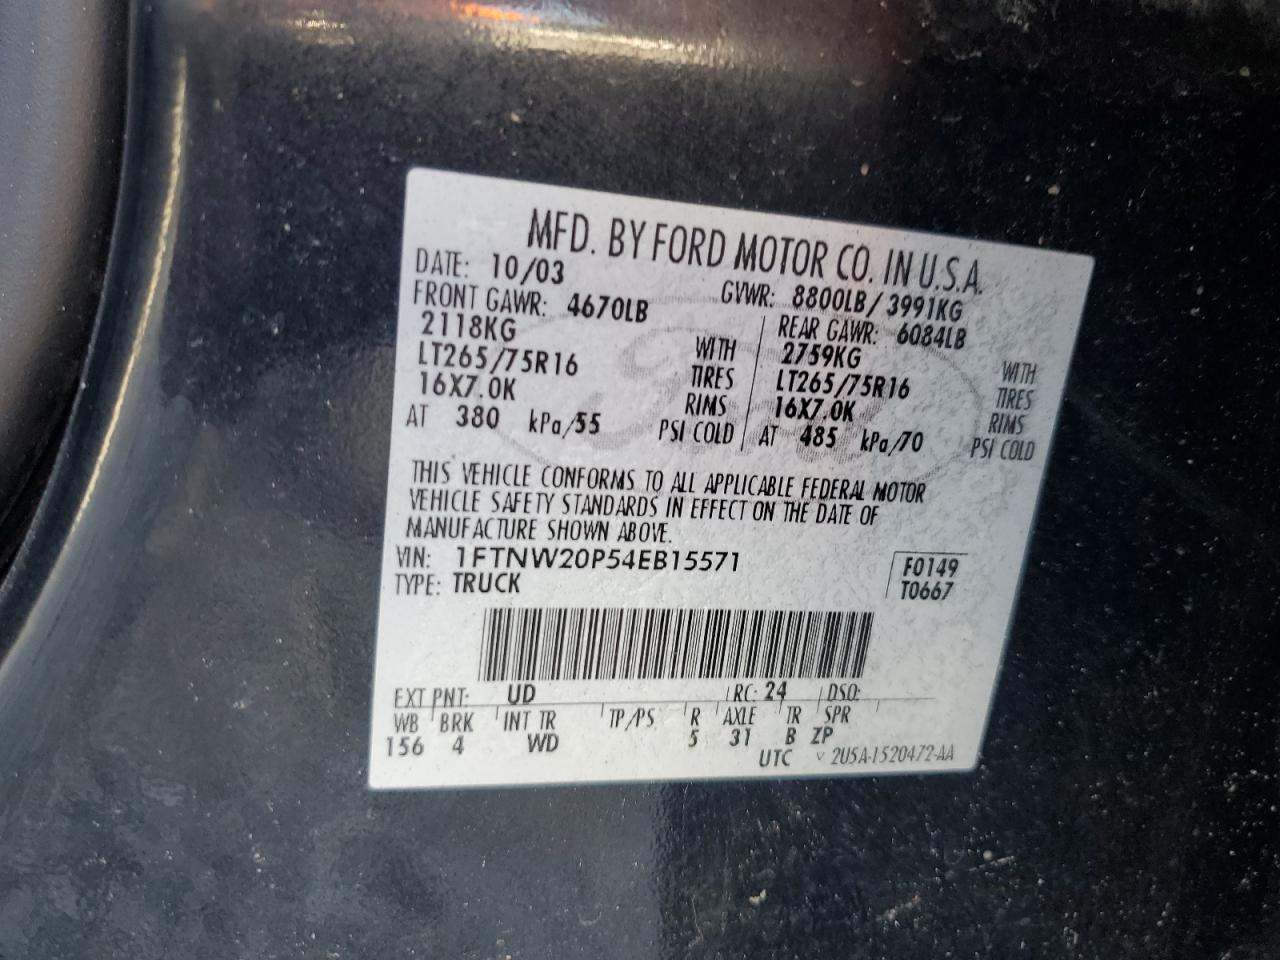 MFD. BY FORD MOTOR CO. IN U.S.A.
DATE: 10/03 GVWR: 8800LB/3991KG
FRONT GAWR: 4670LB REAR GAWR: 6084LB
2118KG WITH 2759KG WITH
LT265/75R16 TIRES LT265/75R16 TIRES
16X7.0K RIMS 16X7.0K RIMS
AT 380 kPa/55 PSI COLD AT 485 kPa/70 PSI COLD
THIS VEHICLE CONFORMS TO ALL APPLICABLE FEDERAL MOTOR
VEHICLE SAFETY STANDARDS IN EFFECT ON THE DATE OF
MANUFACTURE SHOWN ABOVE.
VIN: 1FTNW20P54EB15571 F0149
TYPE: TRUCK T0667
EXT PNT: UD RC: 24 DSO:
WB BRK INT TR TP/PS R AXLE TR SPR
156 4 WD 5 31 B ZP
UTC 2U5A-1520472-AA